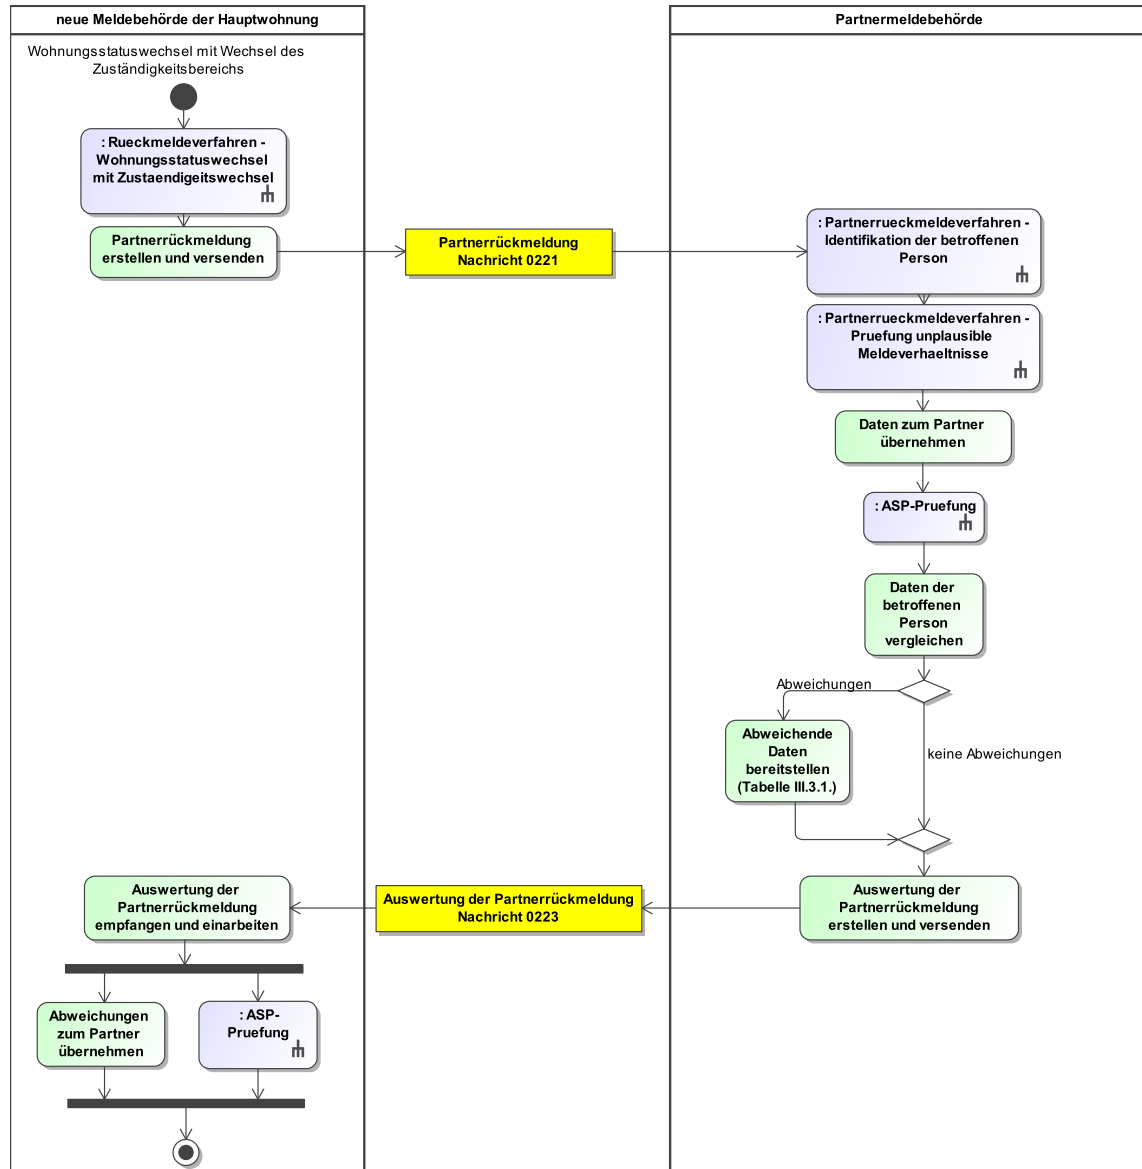 neue Meldebehörde der Hauptwohnung
Partnermeldebehörde
Wohnungsstatuswechsel mit Wechsel des
Zuständigkeitsbereichs
: Rueckmeldeverfahren -
Wohnungsstatuswechsel
mit Zustaendigeitswechsel
Partnerrückmeldung
erstellen und versenden
Partnerrückmeldung
Nachricht 0221
: Partnerrueckmeldeverfahren -
Identifikation der betroffenen
Person
: Partnerrueckmeldeverfahren -
Pruefung unplausible
Meldeverhaeltnisse
Daten zum Partner
übernehmen
: ASP-Pruefung
Daten der
betroffenen
Person
vergleichen
Abweichungen
keine Abweichungen
Abweichende
Daten
bereitstellen
(Tabelle III.3.1.)
Auswertung der
Partnerrückmeldung
erstellen und versenden
Auswertung der Partnerrückmeldung
Nachricht 0223
Auswertung der
Partnerrückmeldung
empfangen und einarbeiten
Abweichungen
zum Partner
übernehmen
: ASP-
Pruefung